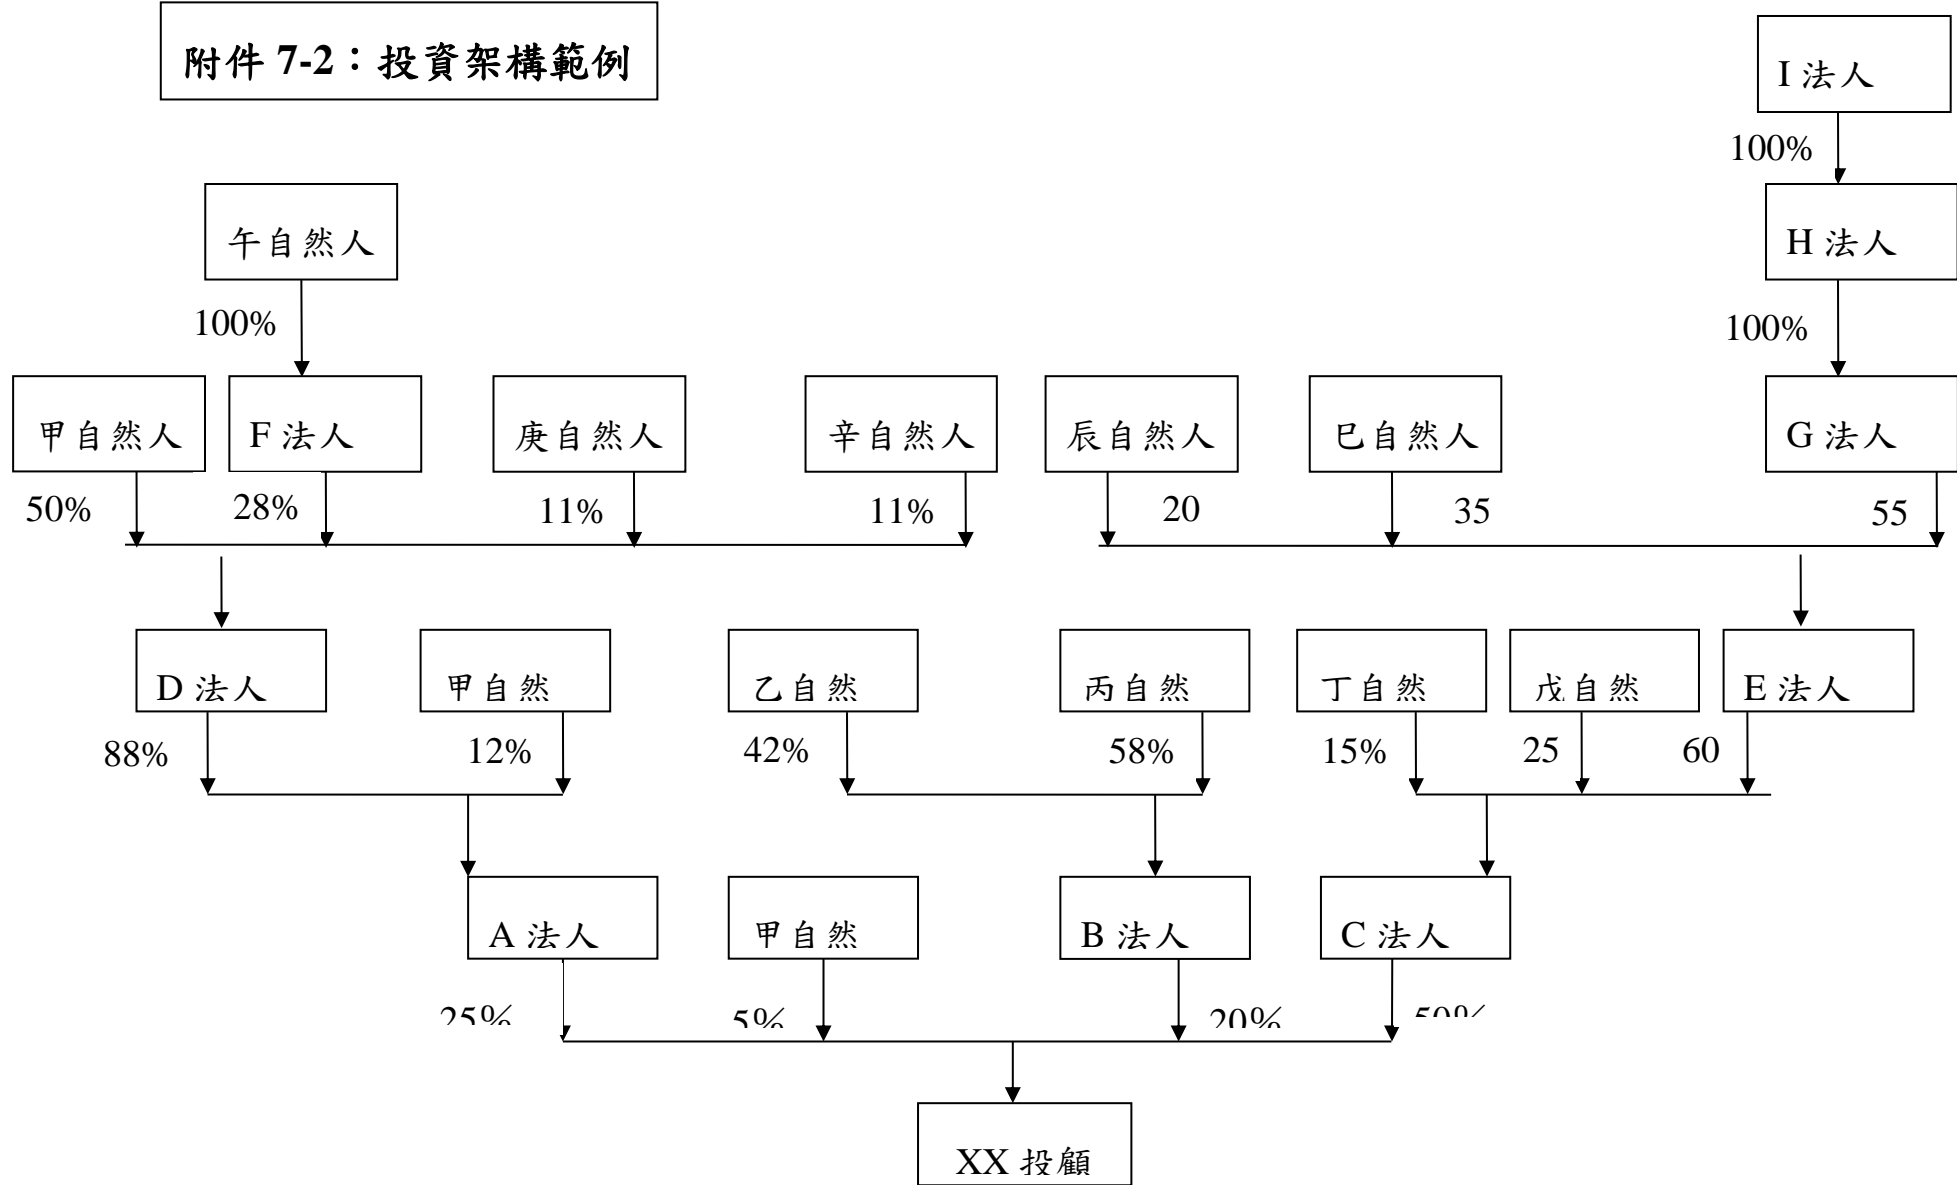 附件 7-2：投資架構範例
I 法人
100%
午自然人
H 法人
100%
100%
甲自然人
F 法人
庚自然人
辛自然人
辰自然人
巳自然人
G 法人
50%
28%
11%
11%
20
35
55
D 法人
甲自然
乙自然
丙自然
丁自然
戊自然
E 法人
88%
12%
42%
58%
15%
25
60
A 法人
甲自然
B 法人
C 法人
25%
5%
20%
50%
XX 投顧